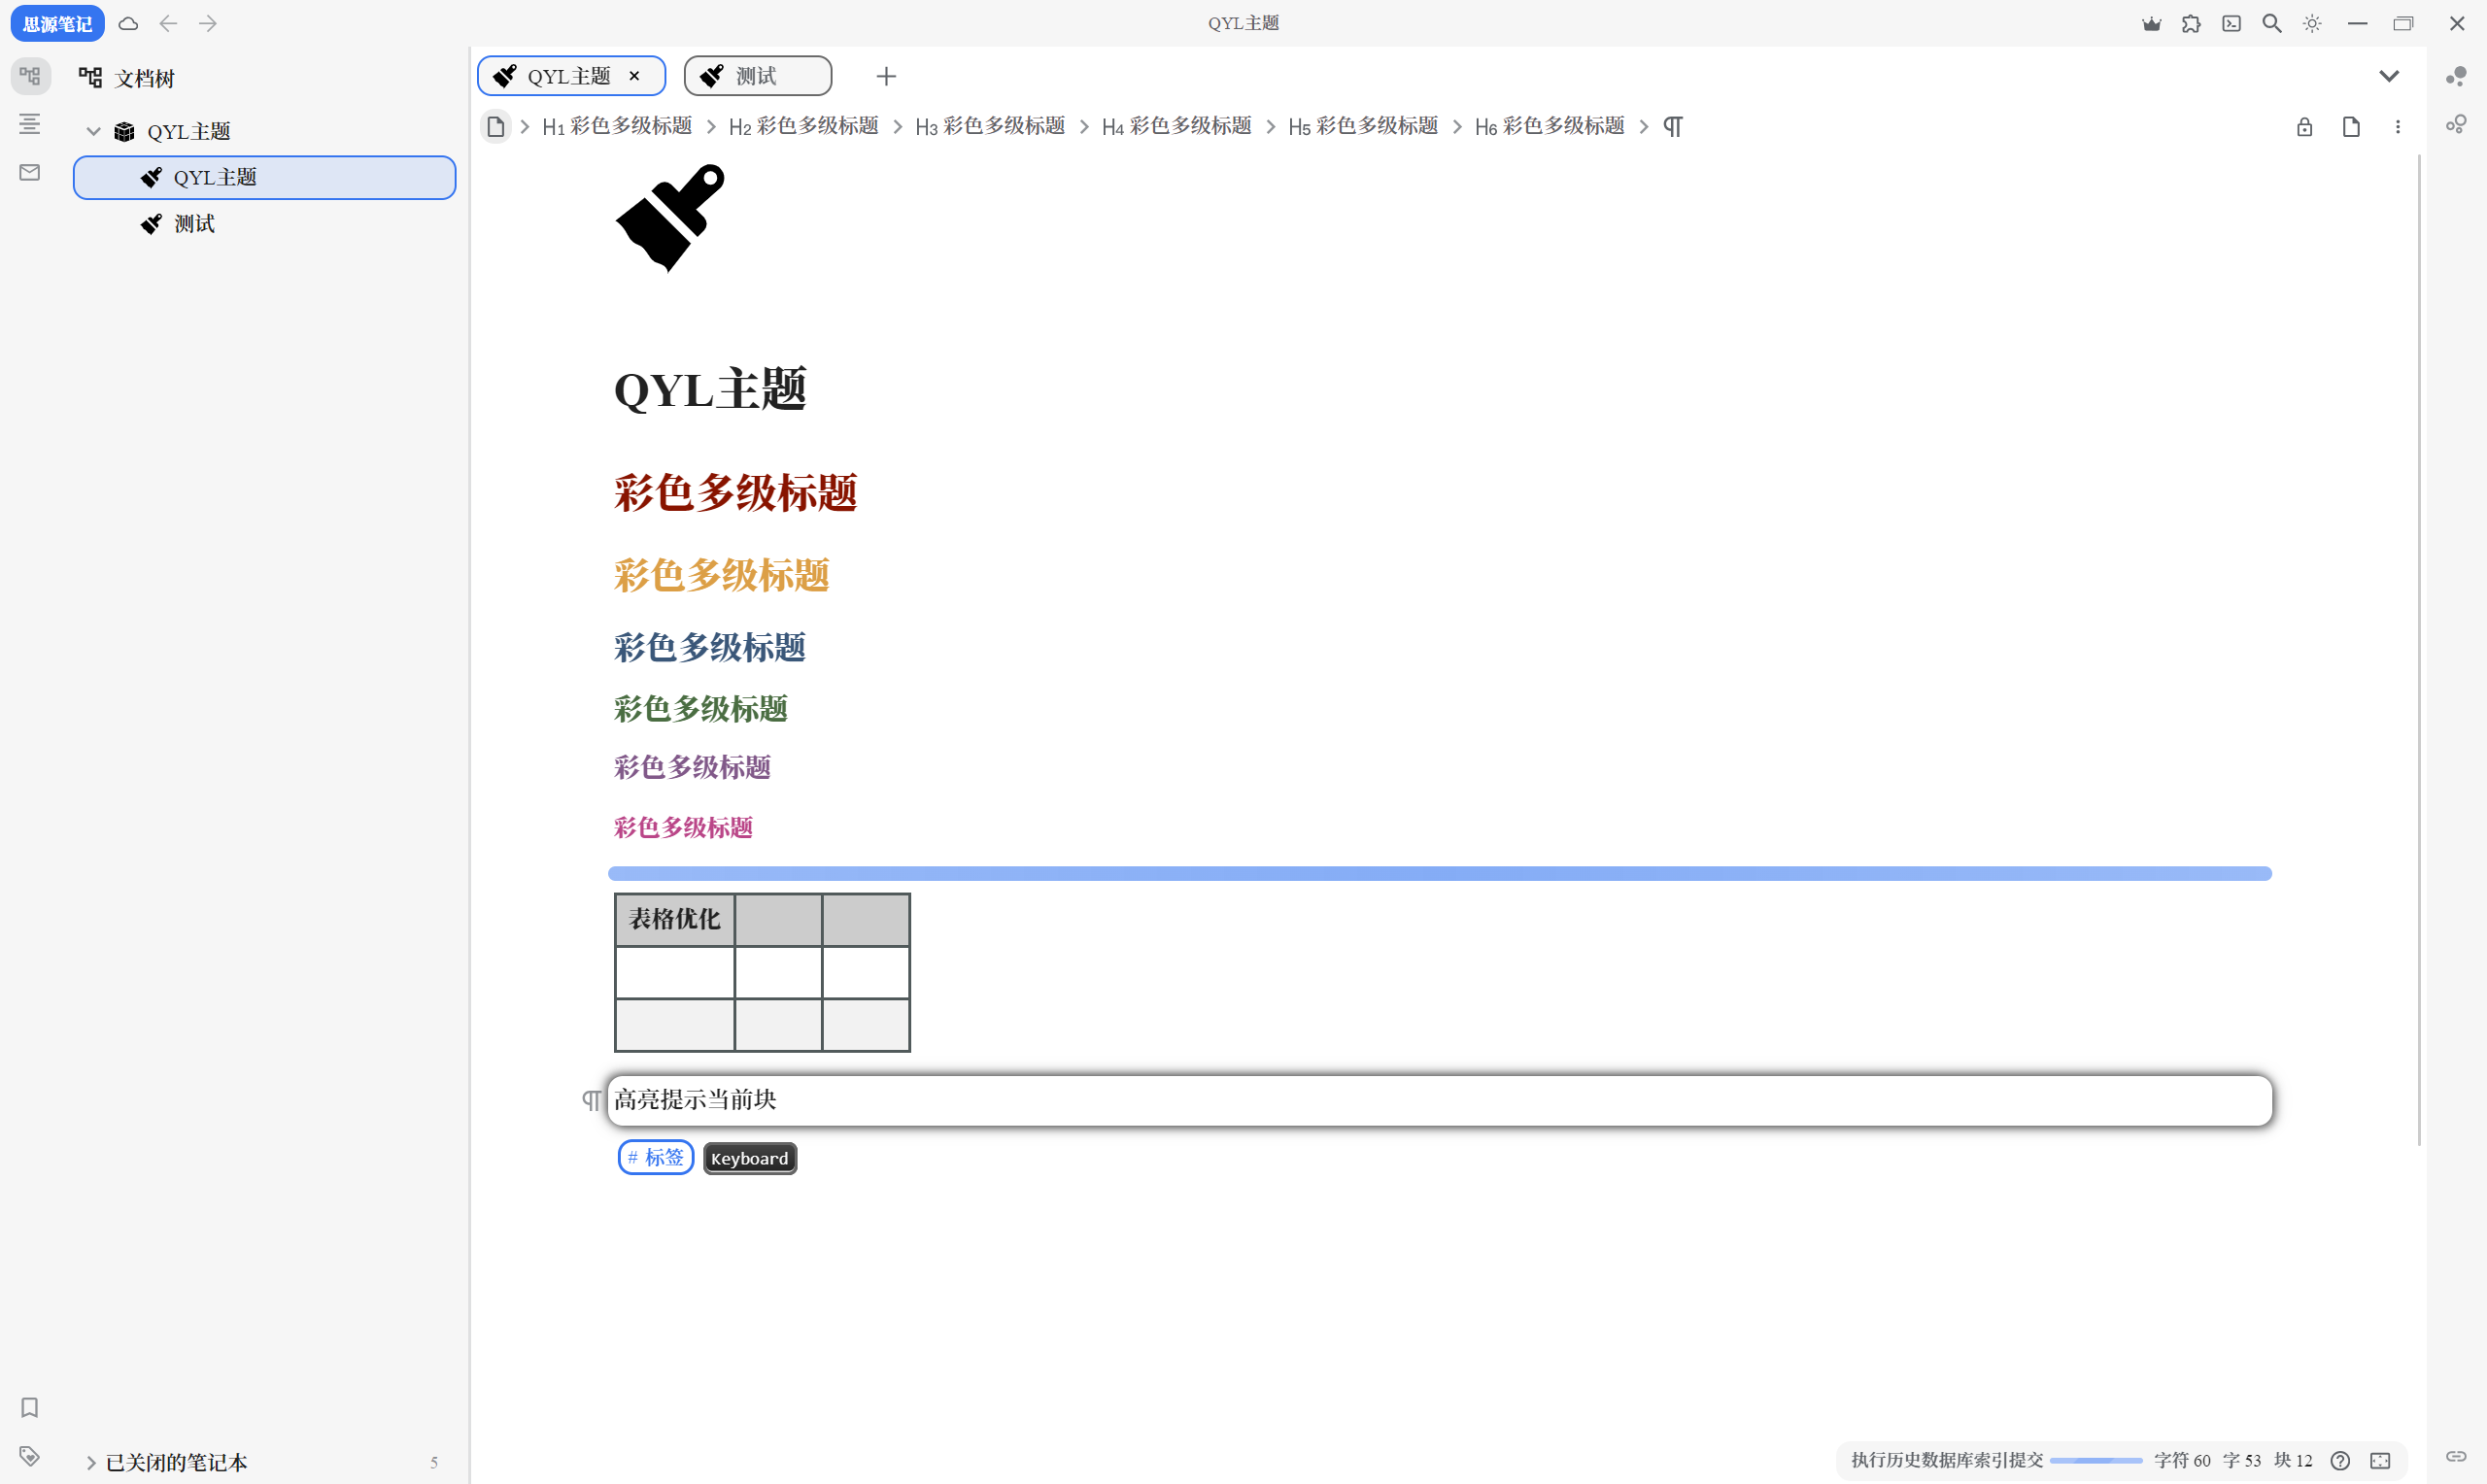 思源笔记
QYL主题
文档树
QYL主题
QYL主题
测试
已关闭的笔记本 5
QYL主题
测试
H1 彩色多级标题 H2 彩色多级标题 H3 彩色多级标题 H4 彩色多级标题 H5 彩色多级标题 H6 彩色多级标题
QYL主题
彩色多级标题
彩色多级标题
彩色多级标题
彩色多级标题
彩色多级标题
彩色多级标题
表格优化
高亮提示当前块
# 标签 Keyboard
执行历史数据库索引提交 字符 60 字 53 块 12